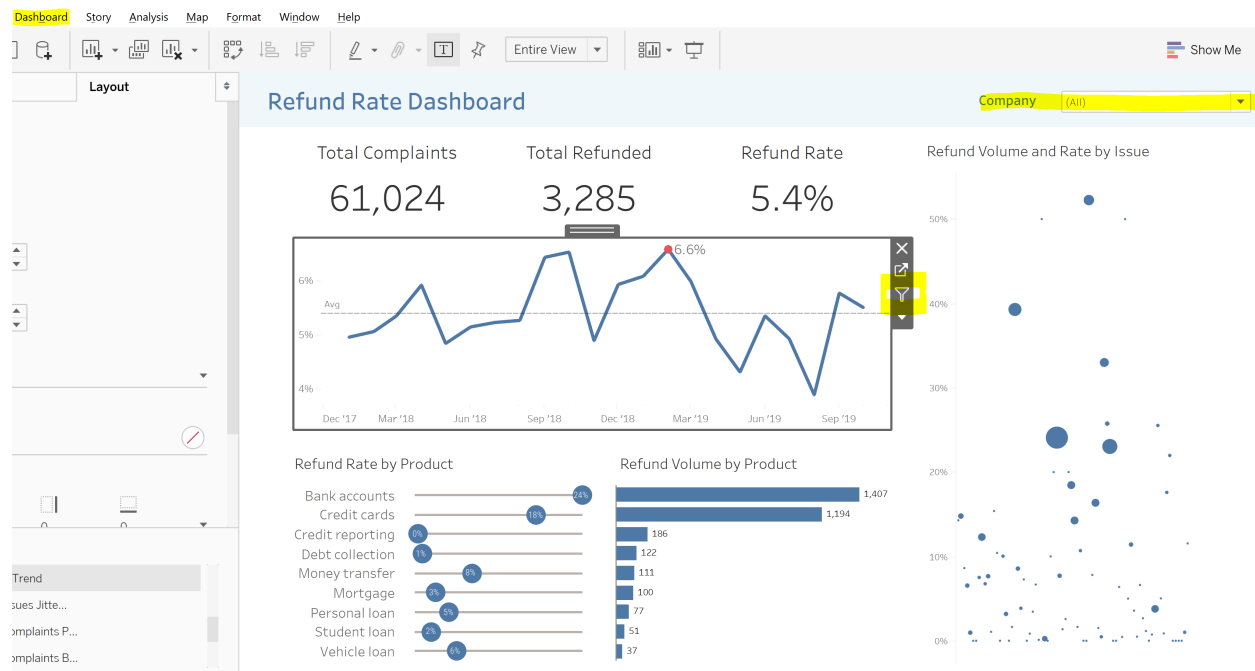 Dashboard Story Analysis Map Format Window Help
T Entire View Show Me
Layout
Refund Rate Dashboard
Company (All)
Total Complaints Total Refunded Refund Rate
61,024 3,285 5.4%
Refund Volume and Rate by Issue
50%
40%
30%
20%
10%
0%
6.6%
6%
Avg
5%
4%
Dec '17 Mar '18 Jun '18 Sep '18 Dec '18 Mar '19 Jun '19 Sep '19
Refund Rate by Product
Bank accounts 24%
Credit cards 18%
Credit reporting 0%
Debt collection 1%
Money transfer 8%
Mortgage 3%
Personal loan 5%
Student loan 2%
Vehicle loan 6%
Refund Volume by Product
1,407
1,194
186
122
111
100
77
51
37
Trend
sues Jitte...
omplaints P...
omplaints B...